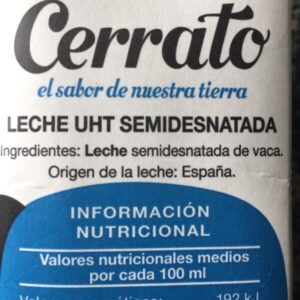 Cerrato
el sabor de nuestra tierra
LECHE UHT SEMIDESNATADA
Ingredientes: Leche semidesnatada de vaca.
Origen de la leche: España.
INFORMACIÓN
NUTRICIONAL
Valores nutricionales medios
por cada 100 ml